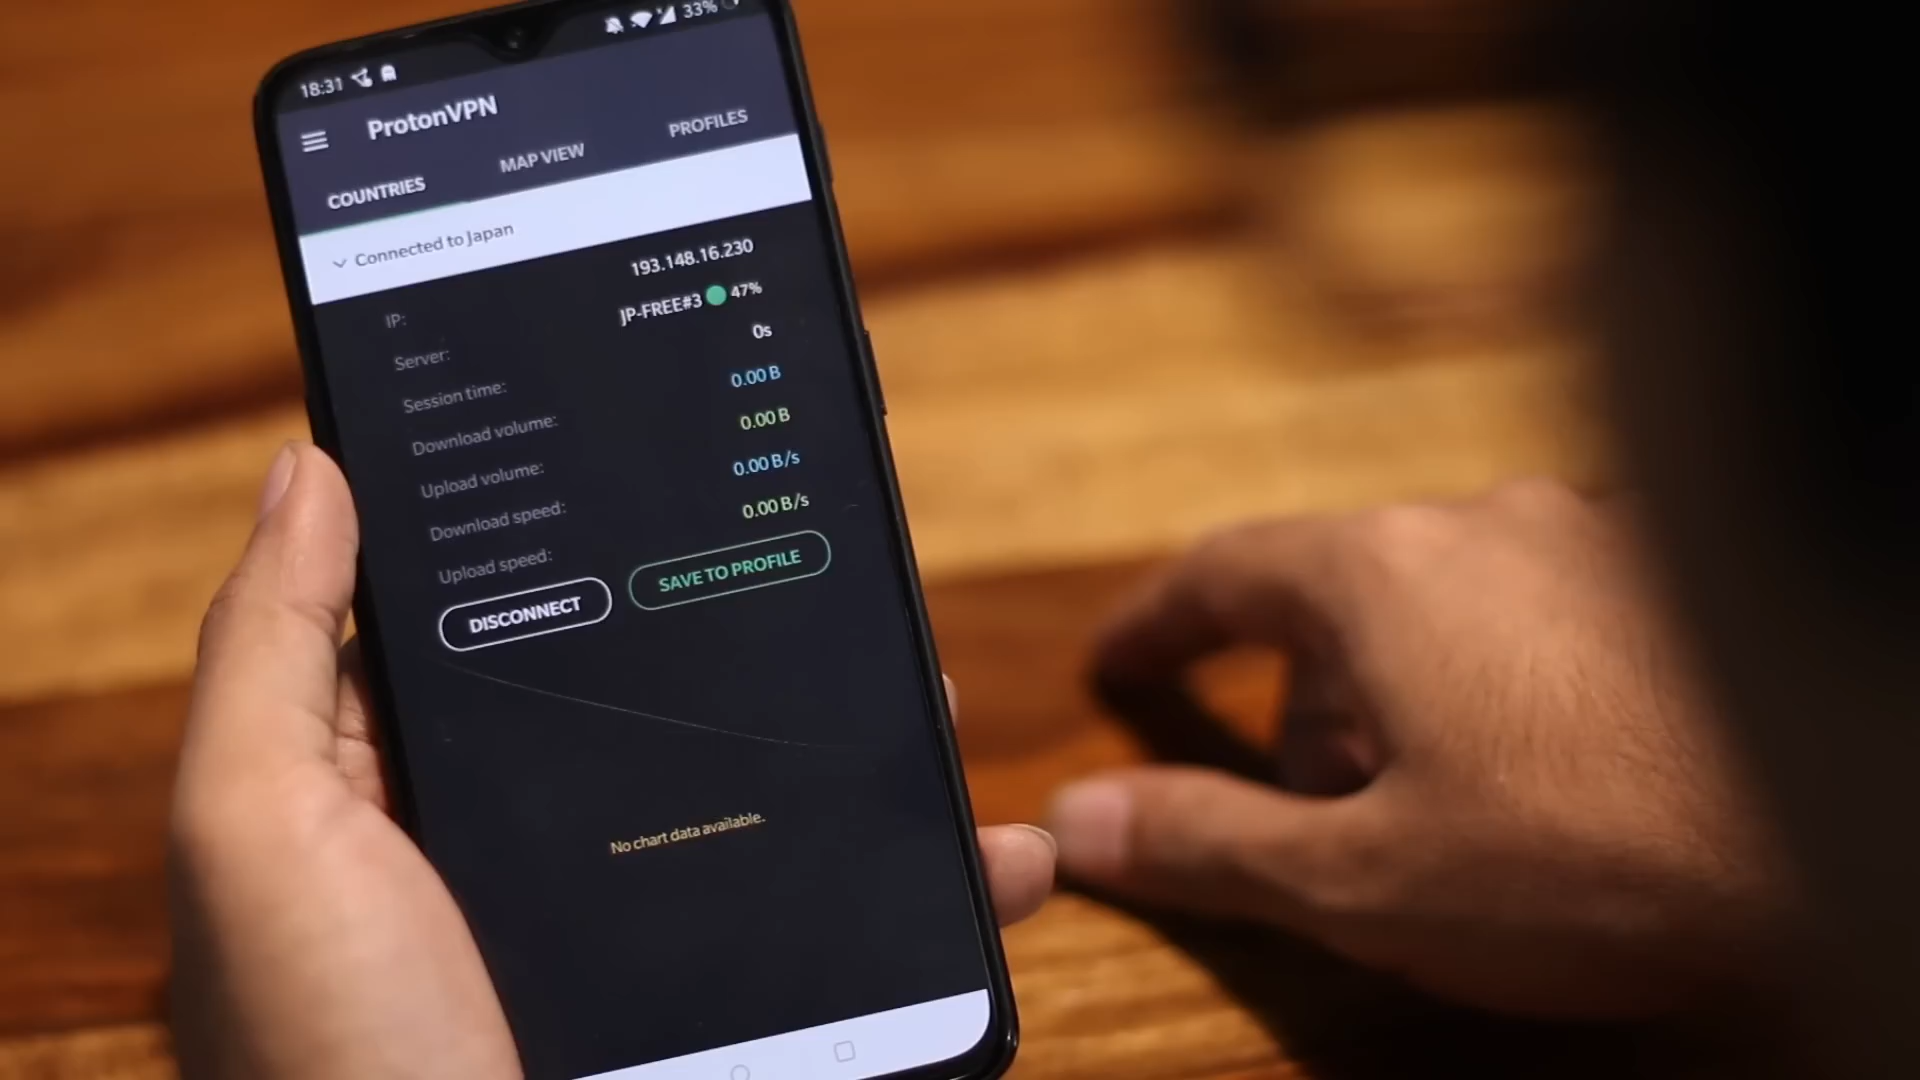 18:31
33%
ProtonVPN
COUNTRIES
MAP VIEW
PROFILES
Connected to Japan
IP:
193.148.16.230
Server:
JP-FREE#3 47%
Session time:
0s
Download volume:
0.00 B
Upload volume:
0.00 B
Download speed:
0.00 B/s
Upload speed:
0.00 B/s
DISCONNECT
SAVE TO PROFILE
No chart data available.